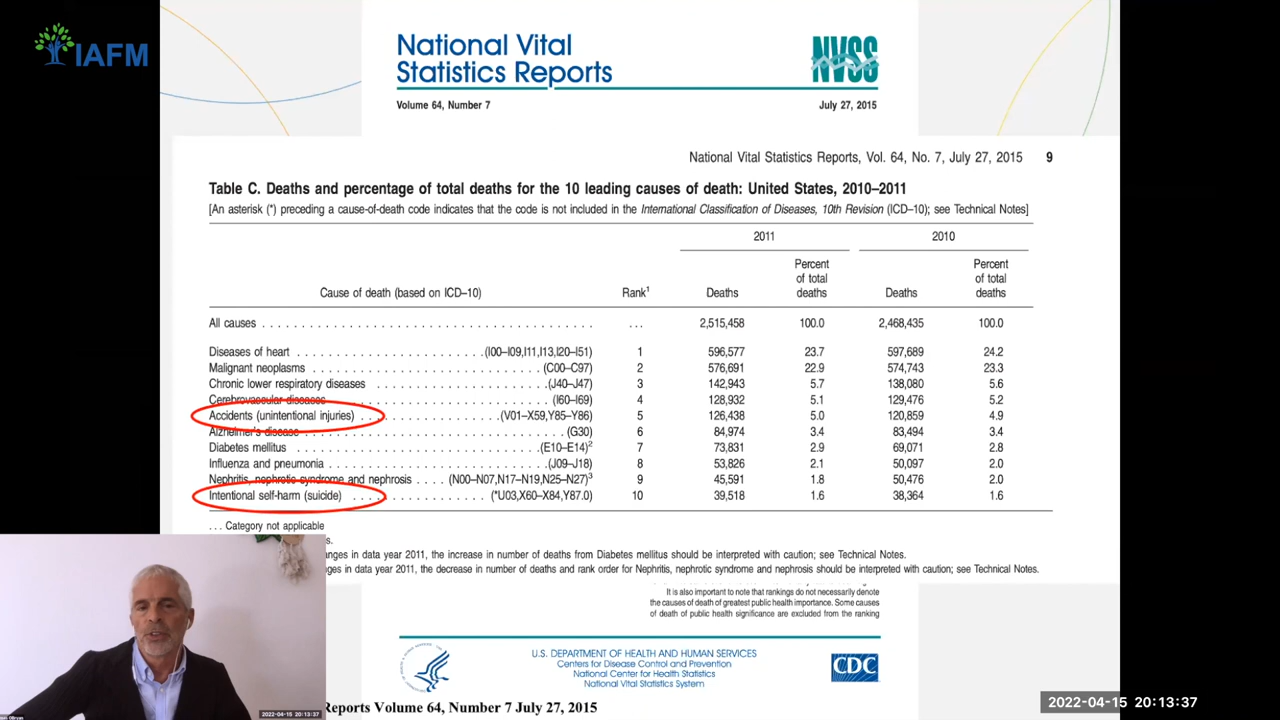 IAFM
National Vital
Statistics Reports
NVSS
Volume 64, Number 7
July 27, 2015
National Vital Statistics Reports, Vol. 64, No. 7, July 27, 2015 9
Table C. Deaths and percentage of total deaths for the 10 leading causes of death: United States, 2010–2011
[An asterisk (*) preceding a cause-of-death code indicates that the code is not included in the International Classification of Diseases, 10th Revision (ICD–10); see Technical Notes]
2011 2010
Percent Percent
of total of total
Cause of death (based on ICD–10) Rank1 Deaths deaths Deaths deaths
All causes . . . 2,515,458 100.0 2,468,435 100.0
Diseases of heart (I00–I09,I11,I13,I20–I51) 1 596,577 23.7 597,689 24.2
Malignant neoplasms (C00–C97) 2 576,691 22.9 574,743 23.3
Chronic lower respiratory diseases (J40–J47) 3 142,943 5.7 138,080 5.6
Cerebrovascular diseases (I60–I69) 4 128,932 5.1 129,476 5.2
Accidents (unintentional injuries) (V01–X59,Y85–Y86) 5 126,438 5.0 120,859 4.9
Alzheimer's disease (G30) 6 84,974 3.4 83,494 3.4
Diabetes mellitus (E10–E14)2 7 73,831 2.9 69,071 2.8
Influenza and pneumonia (J09–J18) 8 53,826 2.1 50,097 2.0
Nephritis, nephrotic syndrome and nephrosis (N00–N07,N17–N19,N25–N27)3 9 45,591 1.8 50,476 2.0
Intentional self-harm (suicide) (*U03,X60–X84,Y87.0) 10 39,518 1.6 38,364 1.6
. . . Category not applicable
in data year 2011, the increase in number of deaths from Diabetes mellitus should be interpreted with caution; see Technical Notes.
in data year 2011, the decrease in number of deaths and rank order for Nephritis, nephrotic syndrome and nephrosis should be interpreted with caution; see Technical Notes.
It is also important to note that rankings do not necessarily denote
the causes of death of greatest public health importance. Some causes
of death of public health significance are excluded from the ranking
U.S. DEPARTMENT OF HEALTH AND HUMAN SERVICES
Centers for Disease Control and Prevention
National Center for Health Statistics
National Vital Statistics System
CDC
Reports Volume 64, Number 7 July 27, 2015
2022-04-15 20:13:37
2022-04-15 20:13:37